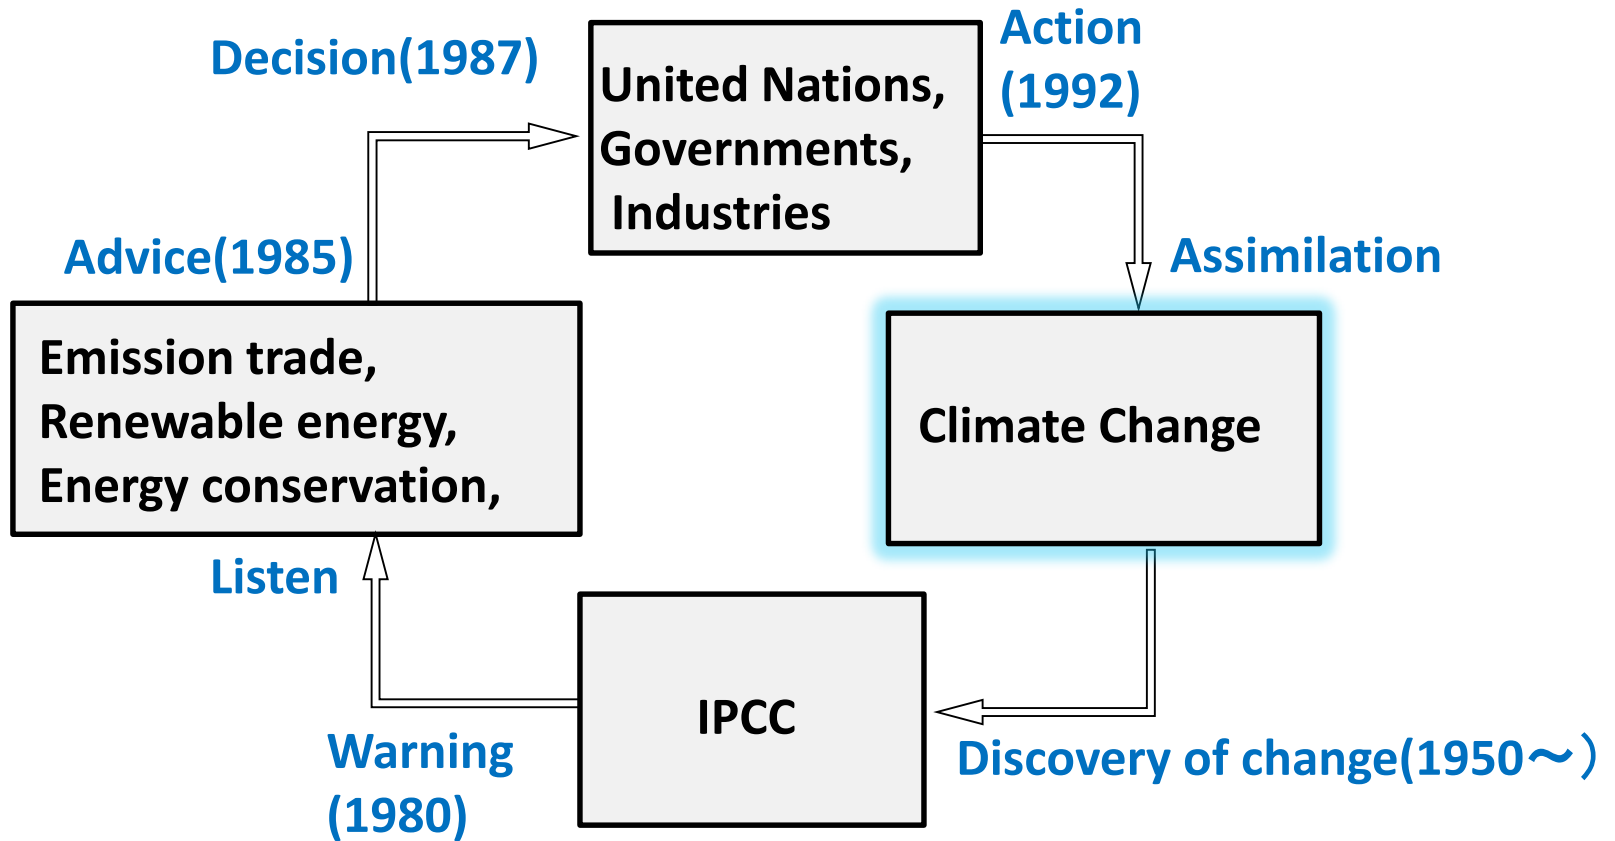 Decision(1987)
United Nations,
Governments,
Industries
Action
(1992)
Advice(1985)
Assimilation
Emission trade,
Renewable energy,
Energy conservation,
Climate Change
Listen
IPCC
Warning
(1980)
Discovery of change(1950～）